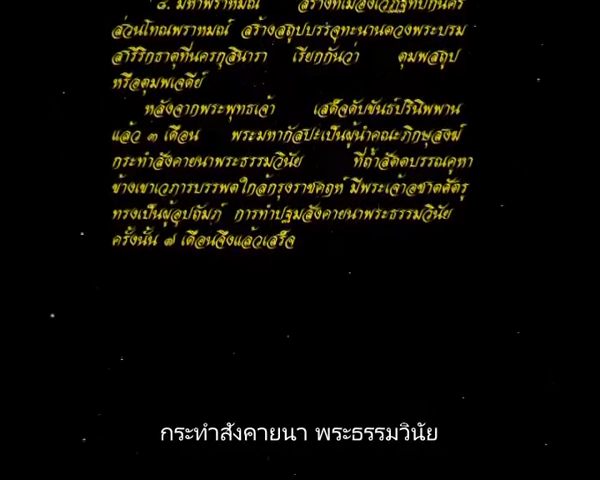 ๘. มหาพราหมณ์ สร้างที่เมืองเวฏฐทีปกนคร
ส่วนโทณพราหมณ์ สร้างสถูปบรรจุทะนานตวงพระบรม
สารีริกธาตุที่นครกุสินารา เรียกกันว่า ตุมพสถูป
หรือตุมพเจดีย์
หลังจากพระพุทธเจ้า เสด็จดับขันธ์ปรินิพพาน
แล้ว ๓ เดือน พระมหากัสปะเป็นผู้นำคณะภิกษุสงฆ์
กระทำสังคายนาพระธรรมวินัย ที่ถ้ำสัตตบรรณคูหา
ข้างเขาเวภารบรรพตใกล้กรุงราชคฤห์ มีพระเจ้าอชาตศัตรู
ทรงเป็นผู้อุปถัมภ์ การทำปฐมสังคายนาพระธรรมวินัย
ครั้งนั้น ๗ เดือนจึงแล้วเสร็จ
กระทำสังคายนา พระธรรมวินัย